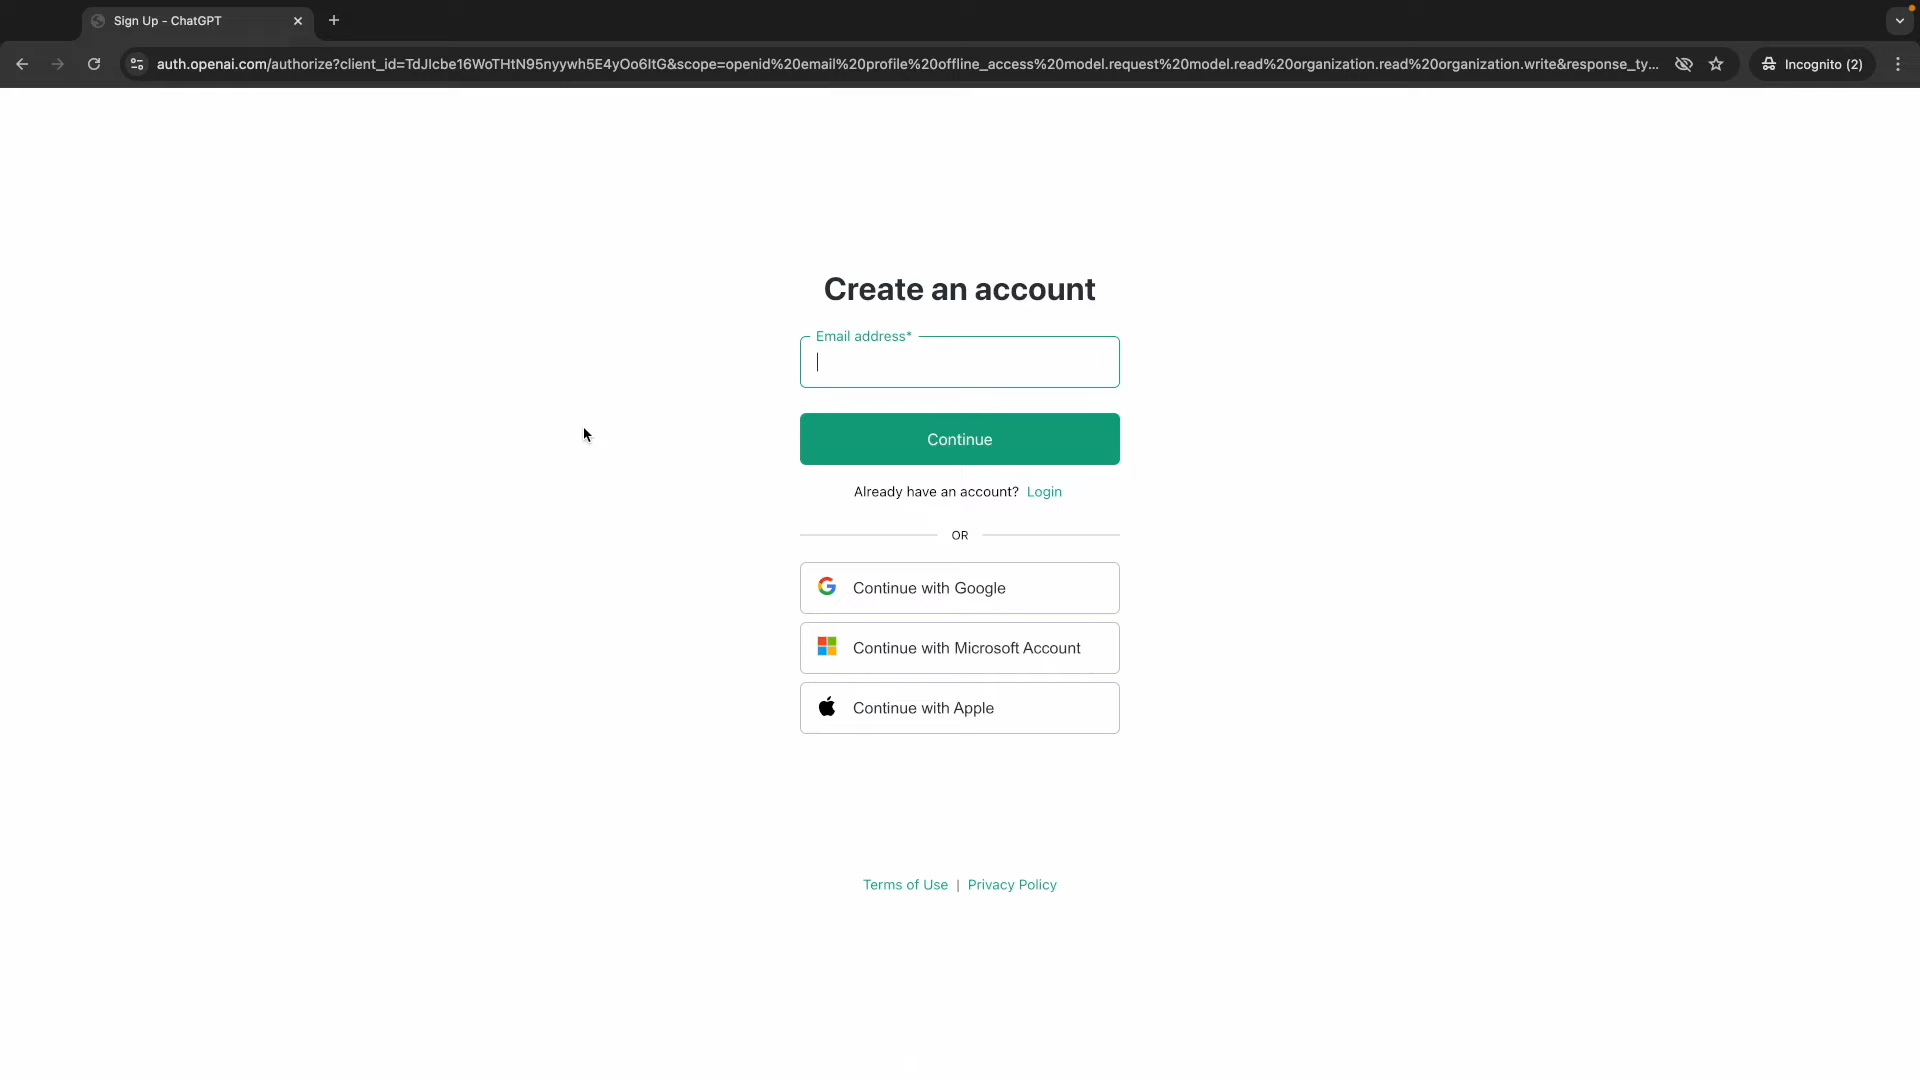 Sign Up - ChatGPT
auth.openai.com/authorize?client_id=TdJIcbe16WoTHtN95nyywh5E4yOo6ItG&scope=openid%20email%20profile%20offline_access%20model.request%20model.read%20organization.read%20organization.write&response_ty...
Incognito (2)
Create an account
Email address*
Continue
Already have an account? Login
OR
Continue with Google
Continue with Microsoft Account
Continue with Apple
Terms of Use | Privacy Policy